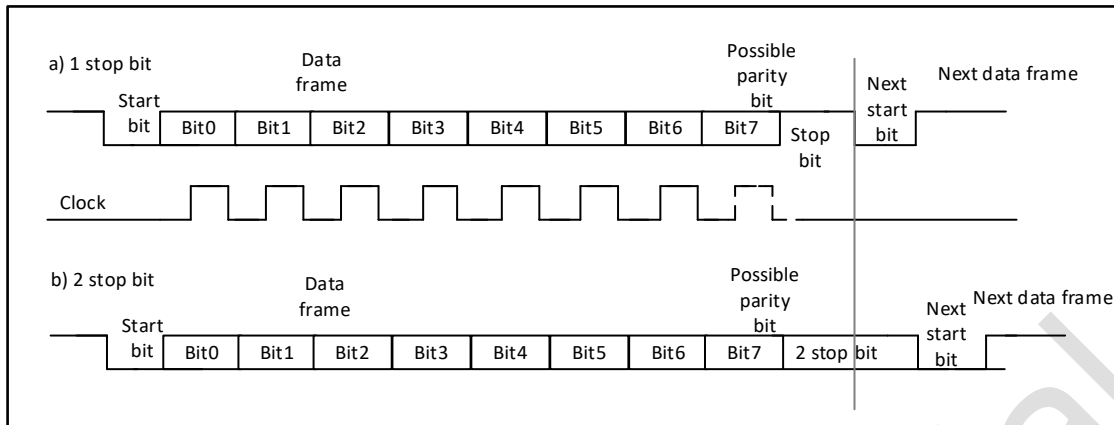 a) 1 stop bit
Data
frame
Possible
parity
bit
Next
start
bit
Next data frame
Start
bit
Bit0 Bit1 Bit2 Bit3 Bit4 Bit5 Bit6 Bit7
Stop
bit
Clock
b) 2 stop bit
Data
frame
Possible
parity
bit
Next
start
bit
Next data frame
Start
bit
Bit0 Bit1 Bit2 Bit3 Bit4 Bit5 Bit6 Bit7 2 stop bit
al